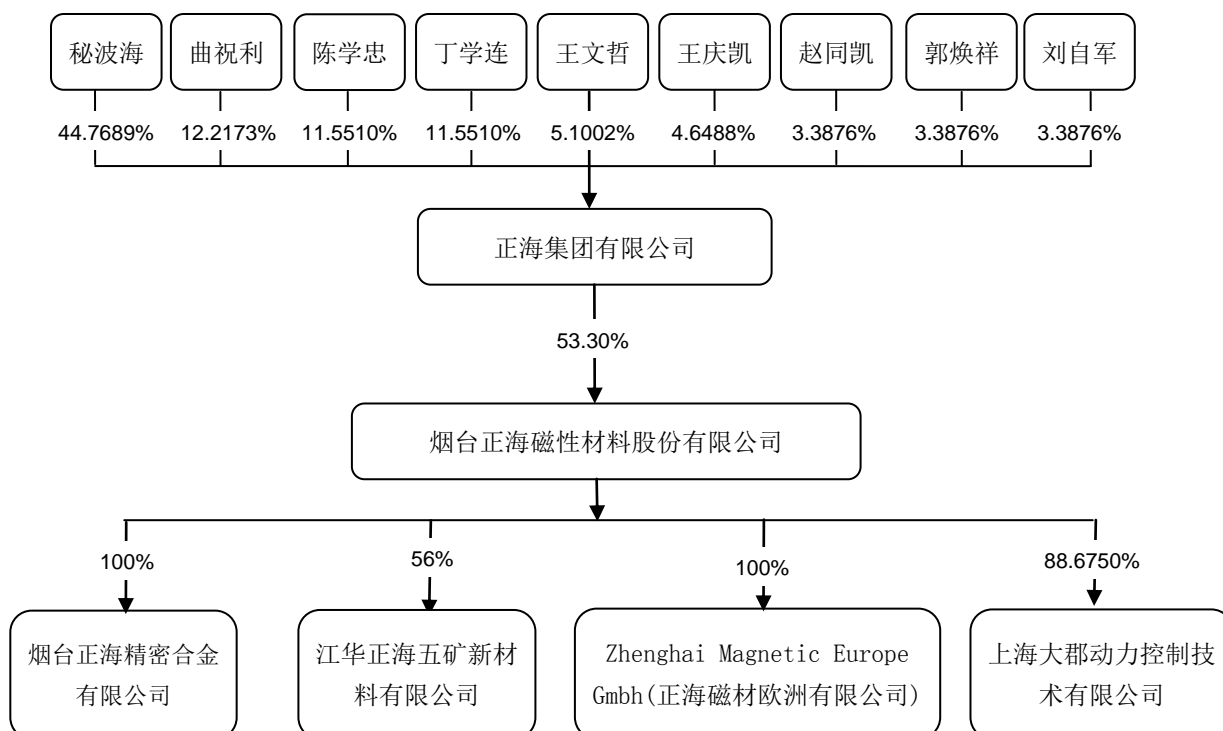 秘波海
曲祝利
陈学忠
丁学连
王文哲
王庆凯
赵同凯
郭焕祥
刘自军
44.7689%
12.2173%
11.5510%
11.5510%
5.1002%
4.6488%
3.3876%
3.3876%
3.3876%
正海集团有限公司
53.30%
烟台正海磁性材料股份有限公司
100%
56%
100%
88.6750%
烟台正海精密合金
有限公司
江华正海五矿新材
料有限公司
Zhenghai Magnetic Europe
Gmbh(正海磁材欧洲有限公司)
上海大郡动力控制技
术有限公司